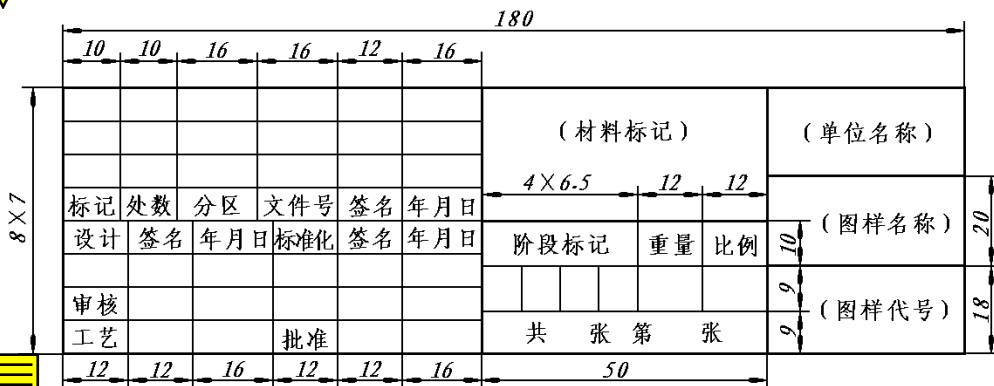 180
10 10 16 16 12 16
(材料标记) (单位名称)
4×6.5 12 12
8×7
标记 处数 分区 文件号 签名 年月日
设计 签名 年月日 标准化 签名 年月日
阶段标记 重量 比例 10 (图样名称) 20
审核 9
工艺 批准 共 张 第 张 9 (图样代号) 18
12 12 16 12 12 16 50